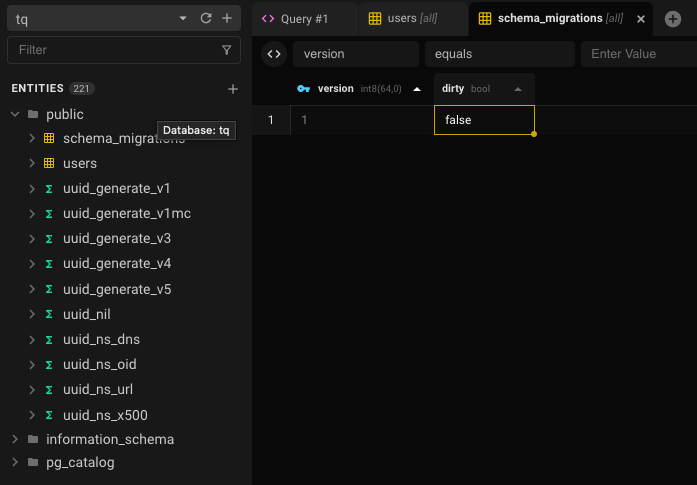 tq
Filter
ENTITIES 221
public
schema_migrations
Database: tq
users
uuid_generate_v1
uuid_generate_v1mc
uuid_generate_v3
uuid_generate_v4
uuid_generate_v5
uuid_nil
uuid_ns_dns
uuid_ns_oid
uuid_ns_url
uuid_ns_x500
information_schema
pg_catalog
Query #1
users [all]
schema_migrations [all]
version equals Enter Value
version int8(64,0) dirty bool
1 1 false